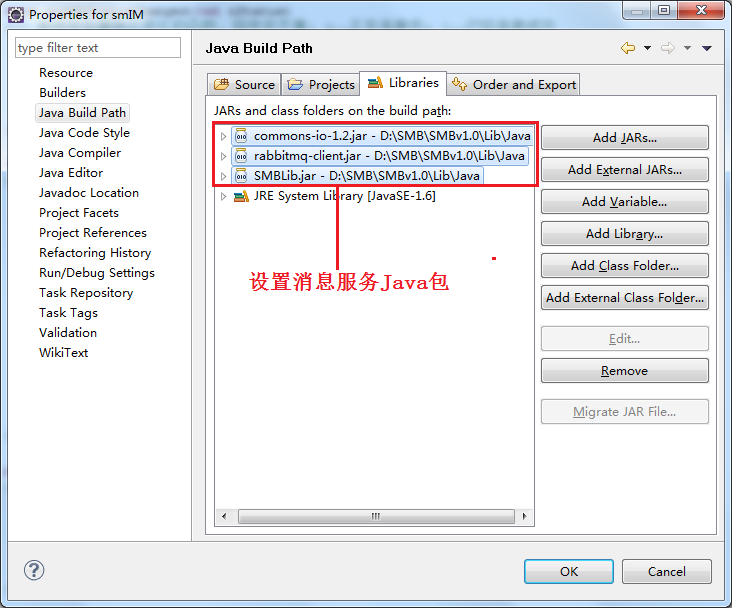 Properties for smIM
type filter text
Resource
Builders
Java Build Path
Java Code Style
Java Compiler
Java Editor
Javadoc Location
Project Facets
Project References
Refactoring History
Run/Debug Settings
Task Repository
Task Tags
Validation
WikiText
Java Build Path
Source
Projects
Libraries
Order and Export
JARs and class folders on the build path:
commons-io-1.2.jar - D:\SMB\SMBv1.0\Lib\Java
rabbitmq-client.jar - D:\SMB\SMBv1.0\Lib\Java
SMBLib.jar - D:\SMB\SMBv1.0\Lib\Java
JRE System Library [JavaSE-1.6]
设置消息服务Java包
Add JARs...
Add External JARs...
Add Variable...
Add Library...
Add Class Folder...
Add External Class Folder...
Edit...
Remove
Migrate JAR File...
OK
Cancel